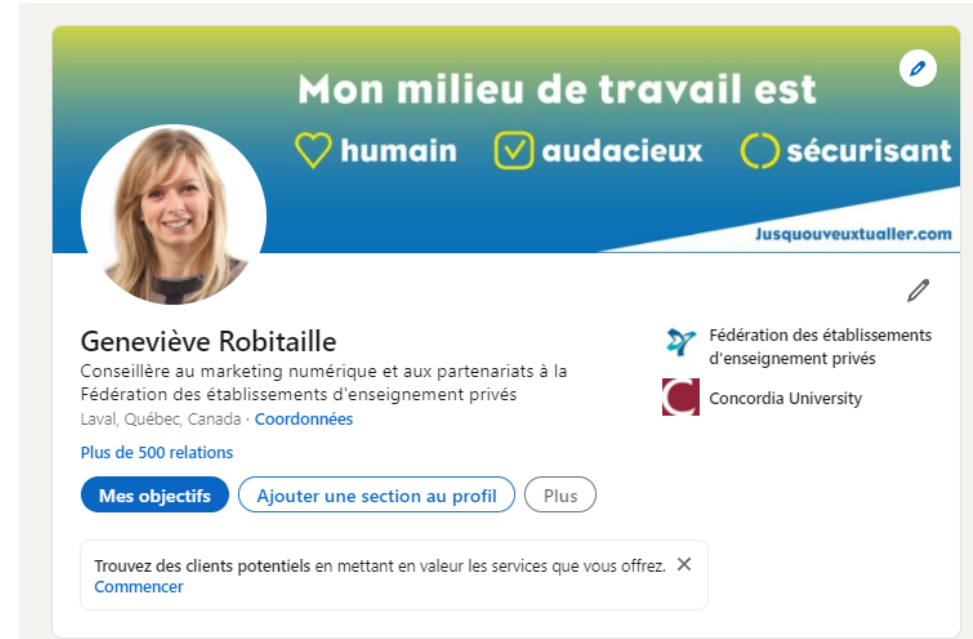 Mon milieu de travail est
humain audacieux sécurisant
Jusquouveuxtualler.com
Geneviève Robitaille
Conseillère au marketing numérique et aux partenariats à la
Fédération des établissements d'enseignement privés
Laval, Québec, Canada · Coordonnées
Plus de 500 relations
Mes objectifs Ajouter une section au profil Plus
Fédération des établissements
d'enseignement privés
Concordia University
Trouvez des clients potentiels en mettant en valeur les services que vous offrez.
Commencer